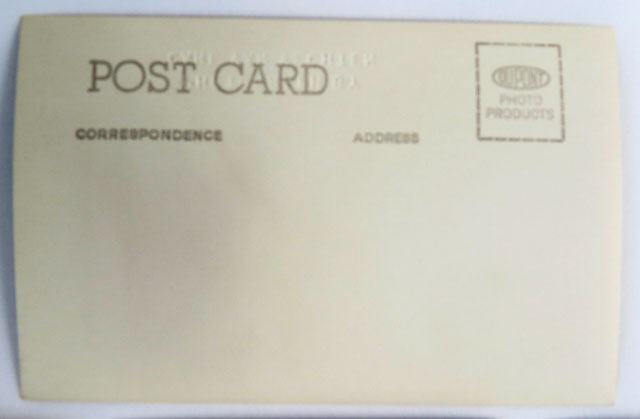 POST CARD
CORRESPONDENCE
ADDRESS
DUPONT
PHOTO
PRODUCTS